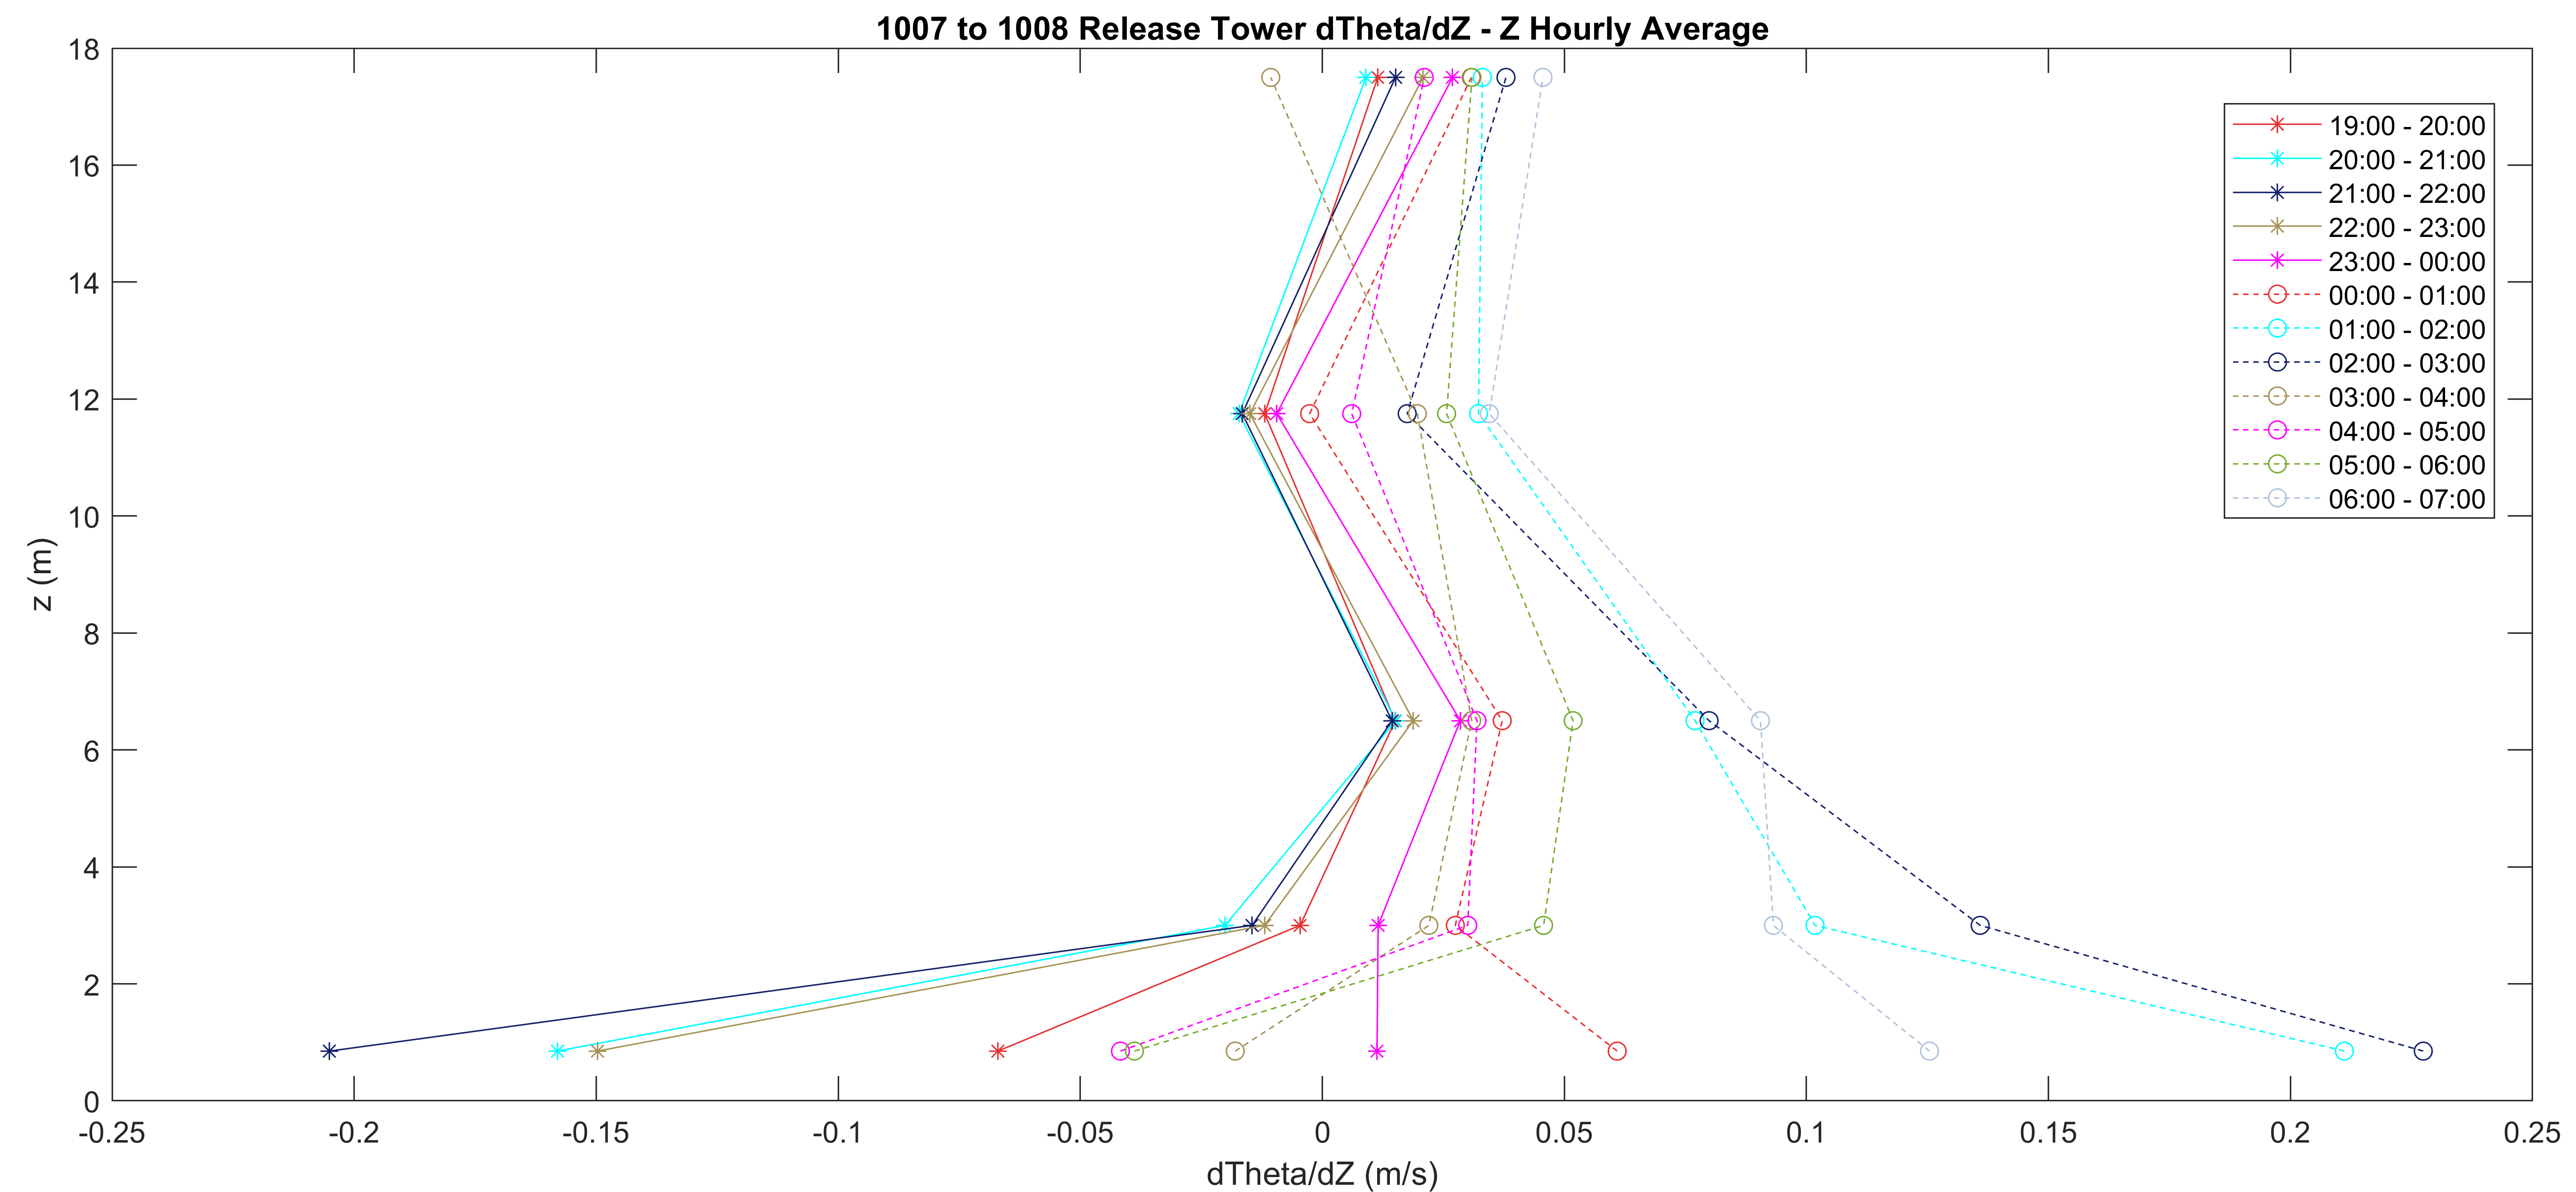 1007 to 1008 Release Tower dTheta/dZ - Z Hourly Average
18
16
14
12
10
8
6
4
2
0
z (m)
-0.25 -0.2 -0.15 -0.1 -0.05 0 0.05 0.1 0.15 0.2 0.25
dTheta/dZ (m/s)
19:00 - 20:00
20:00 - 21:00
21:00 - 22:00
22:00 - 23:00
23:00 - 00:00
00:00 - 01:00
01:00 - 02:00
02:00 - 03:00
03:00 - 04:00
04:00 - 05:00
05:00 - 06:00
06:00 - 07:00